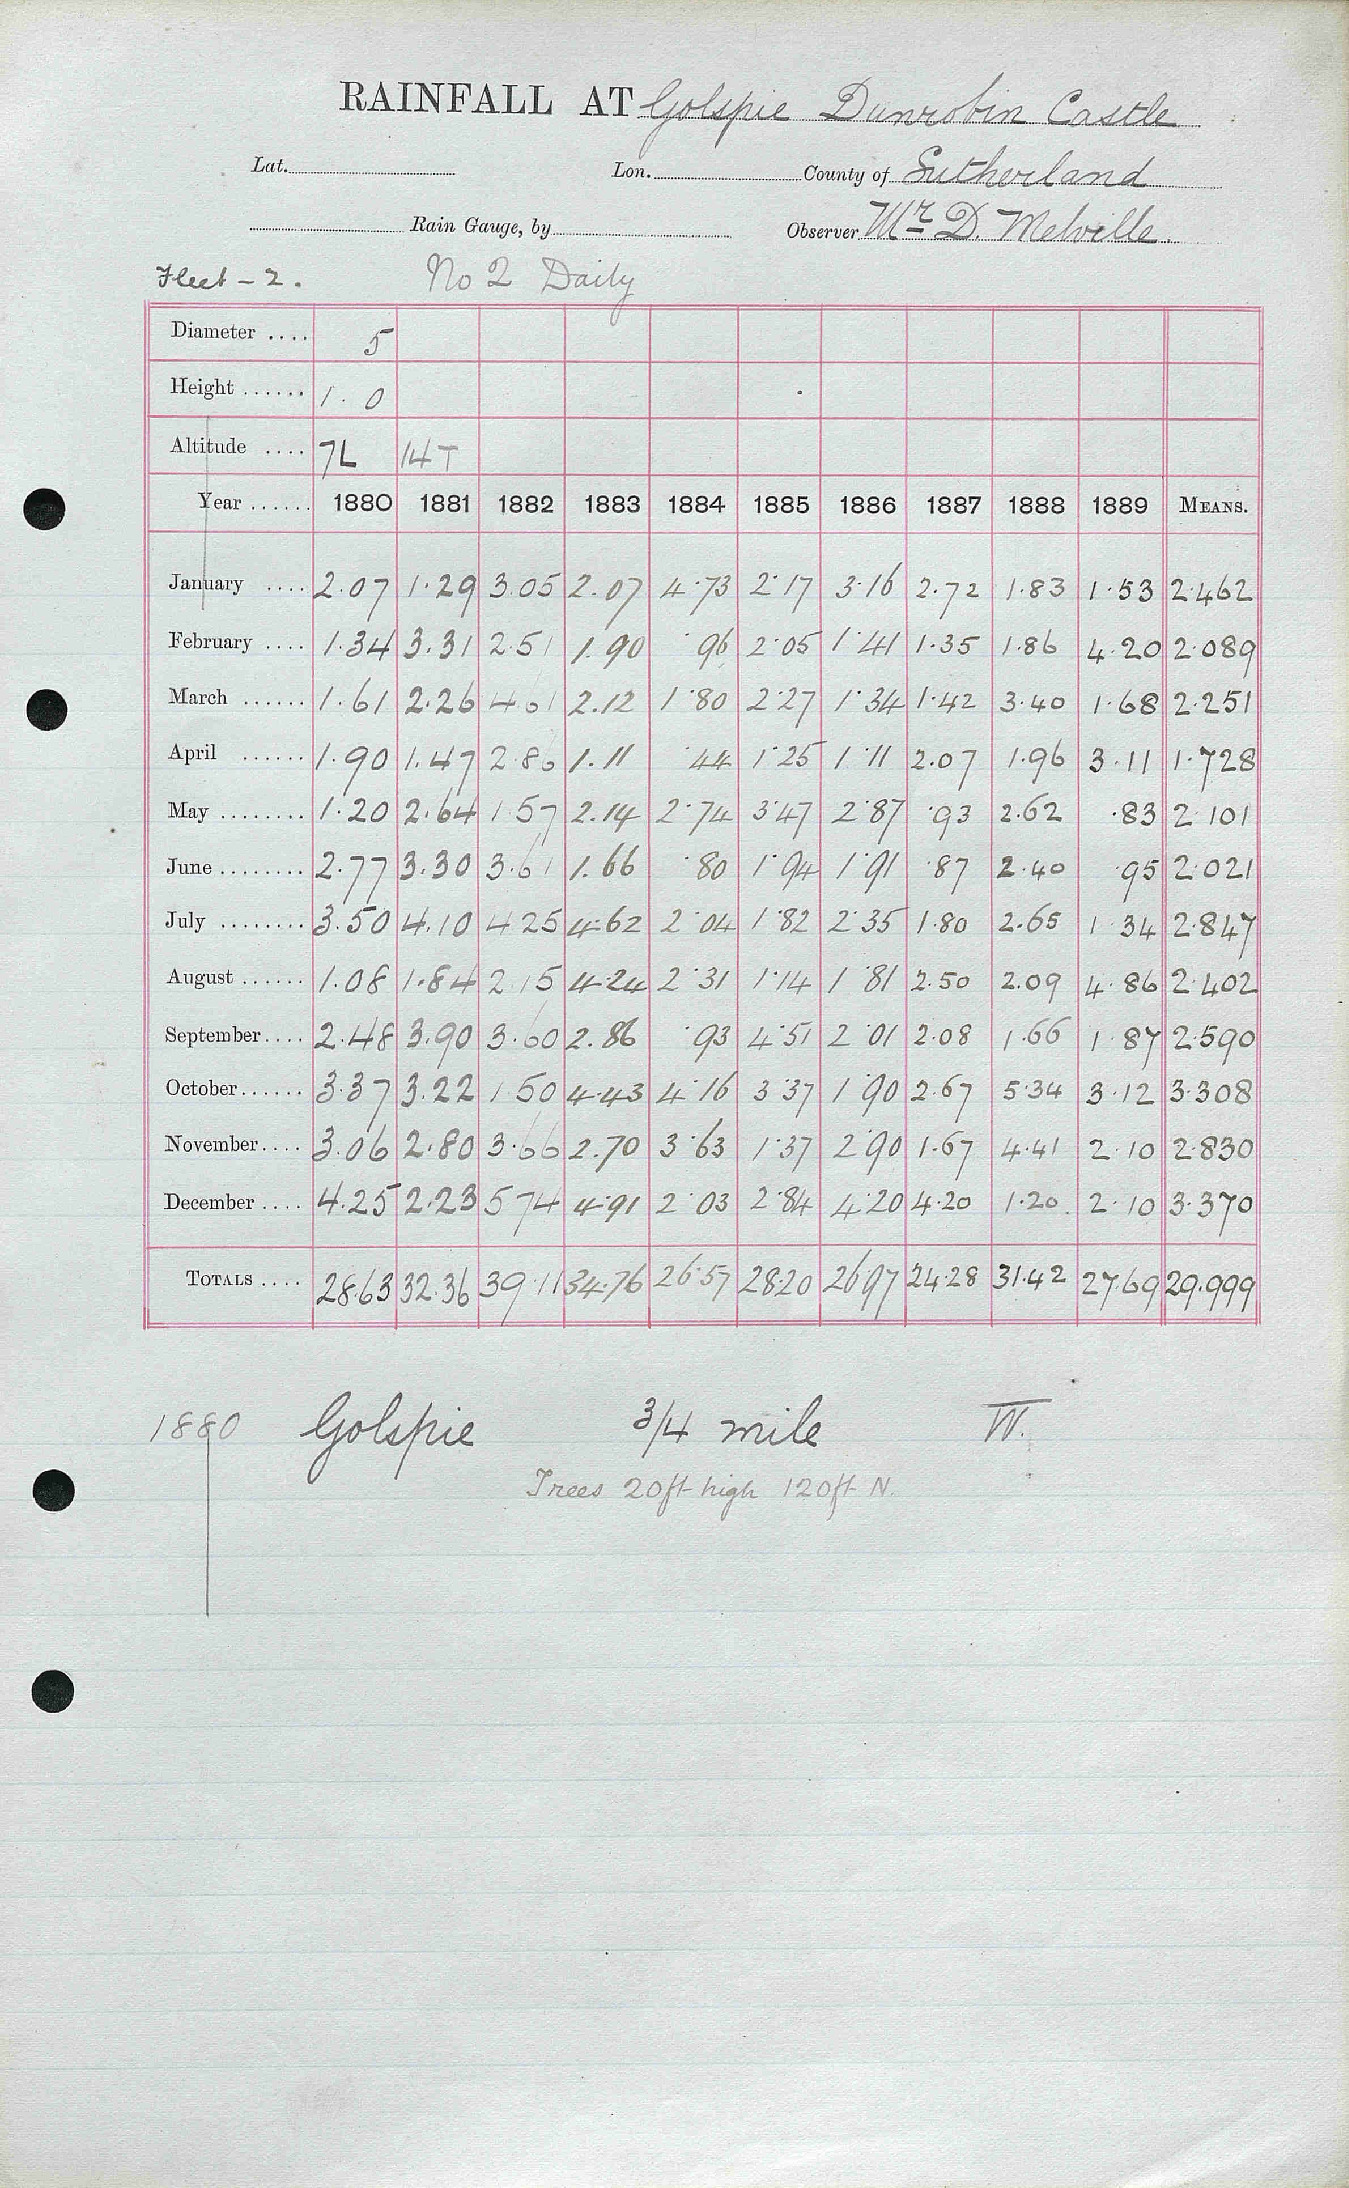 RAINFALL AT Golspie Dunrobin Castle
Lat. Lon. County of Sutherland
Rain Gauge, by Observer Mr D. Melville.
Fleet - 2. No 2 Daily
Diameter .... 5
Height ...... 1. 0
Altitude .... 7L 14T
Year ...... 1880 1881 1882 1883 1884 1885 1886 1887 1888 1889 MEANS.
January .... 2.07 1.29 3.05 2.07 4.73 2.17 3.16 2.72 1.83 1.53 2.462
February .... 1.34 3.31 2.51 1.90 .96 2.05 1.41 1.35 1.86 4.20 2.089
March ...... 1.61 2.26 4.61 2.12 1.80 2.27 1.34 1.42 3.40 1.68 2.251
April ...... 1.90 1.47 2.86 1.11 .44 1.25 1.11 2.07 1.96 3.11 1.728
May ........ 1.20 2.64 1.57 2.14 2.74 3.47 2.87 .93 2.62 .83 2.101
June ........ 2.77 3.30 3.61 1.66 .80 1.94 1.91 .87 2.40 .95 2.021
July ........ 3.50 4.10 4.25 4.62 2.04 1.82 2.35 1.80 2.65 1.34 2.847
August ...... 1.08 1.84 2.15 4.24 2.31 1.14 1.81 2.50 2.09 4.86 2.402
September .... 2.48 3.90 3.60 2.86 .93 4.51 2.01 2.08 1.66 1.87 2.590
October ...... 3.37 3.22 1.50 4.43 4.16 3.37 1.90 2.67 5.34 3.12 3.308
November .... 3.06 2.80 3.66 2.70 3.63 1.37 2.90 1.67 4.41 2.10 2.830
December .... 4.25 2.23 5.74 4.91 2.03 2.84 4.20 4.20 1.20 2.10 3.370
TOTALS .... 28.63 32.36 39.11 34.76 26.57 28.20 26.97 24.28 31.42 27.69 29.999
1880 Golspie 3/4 mile W.
Trees 20ft high 120ft N.